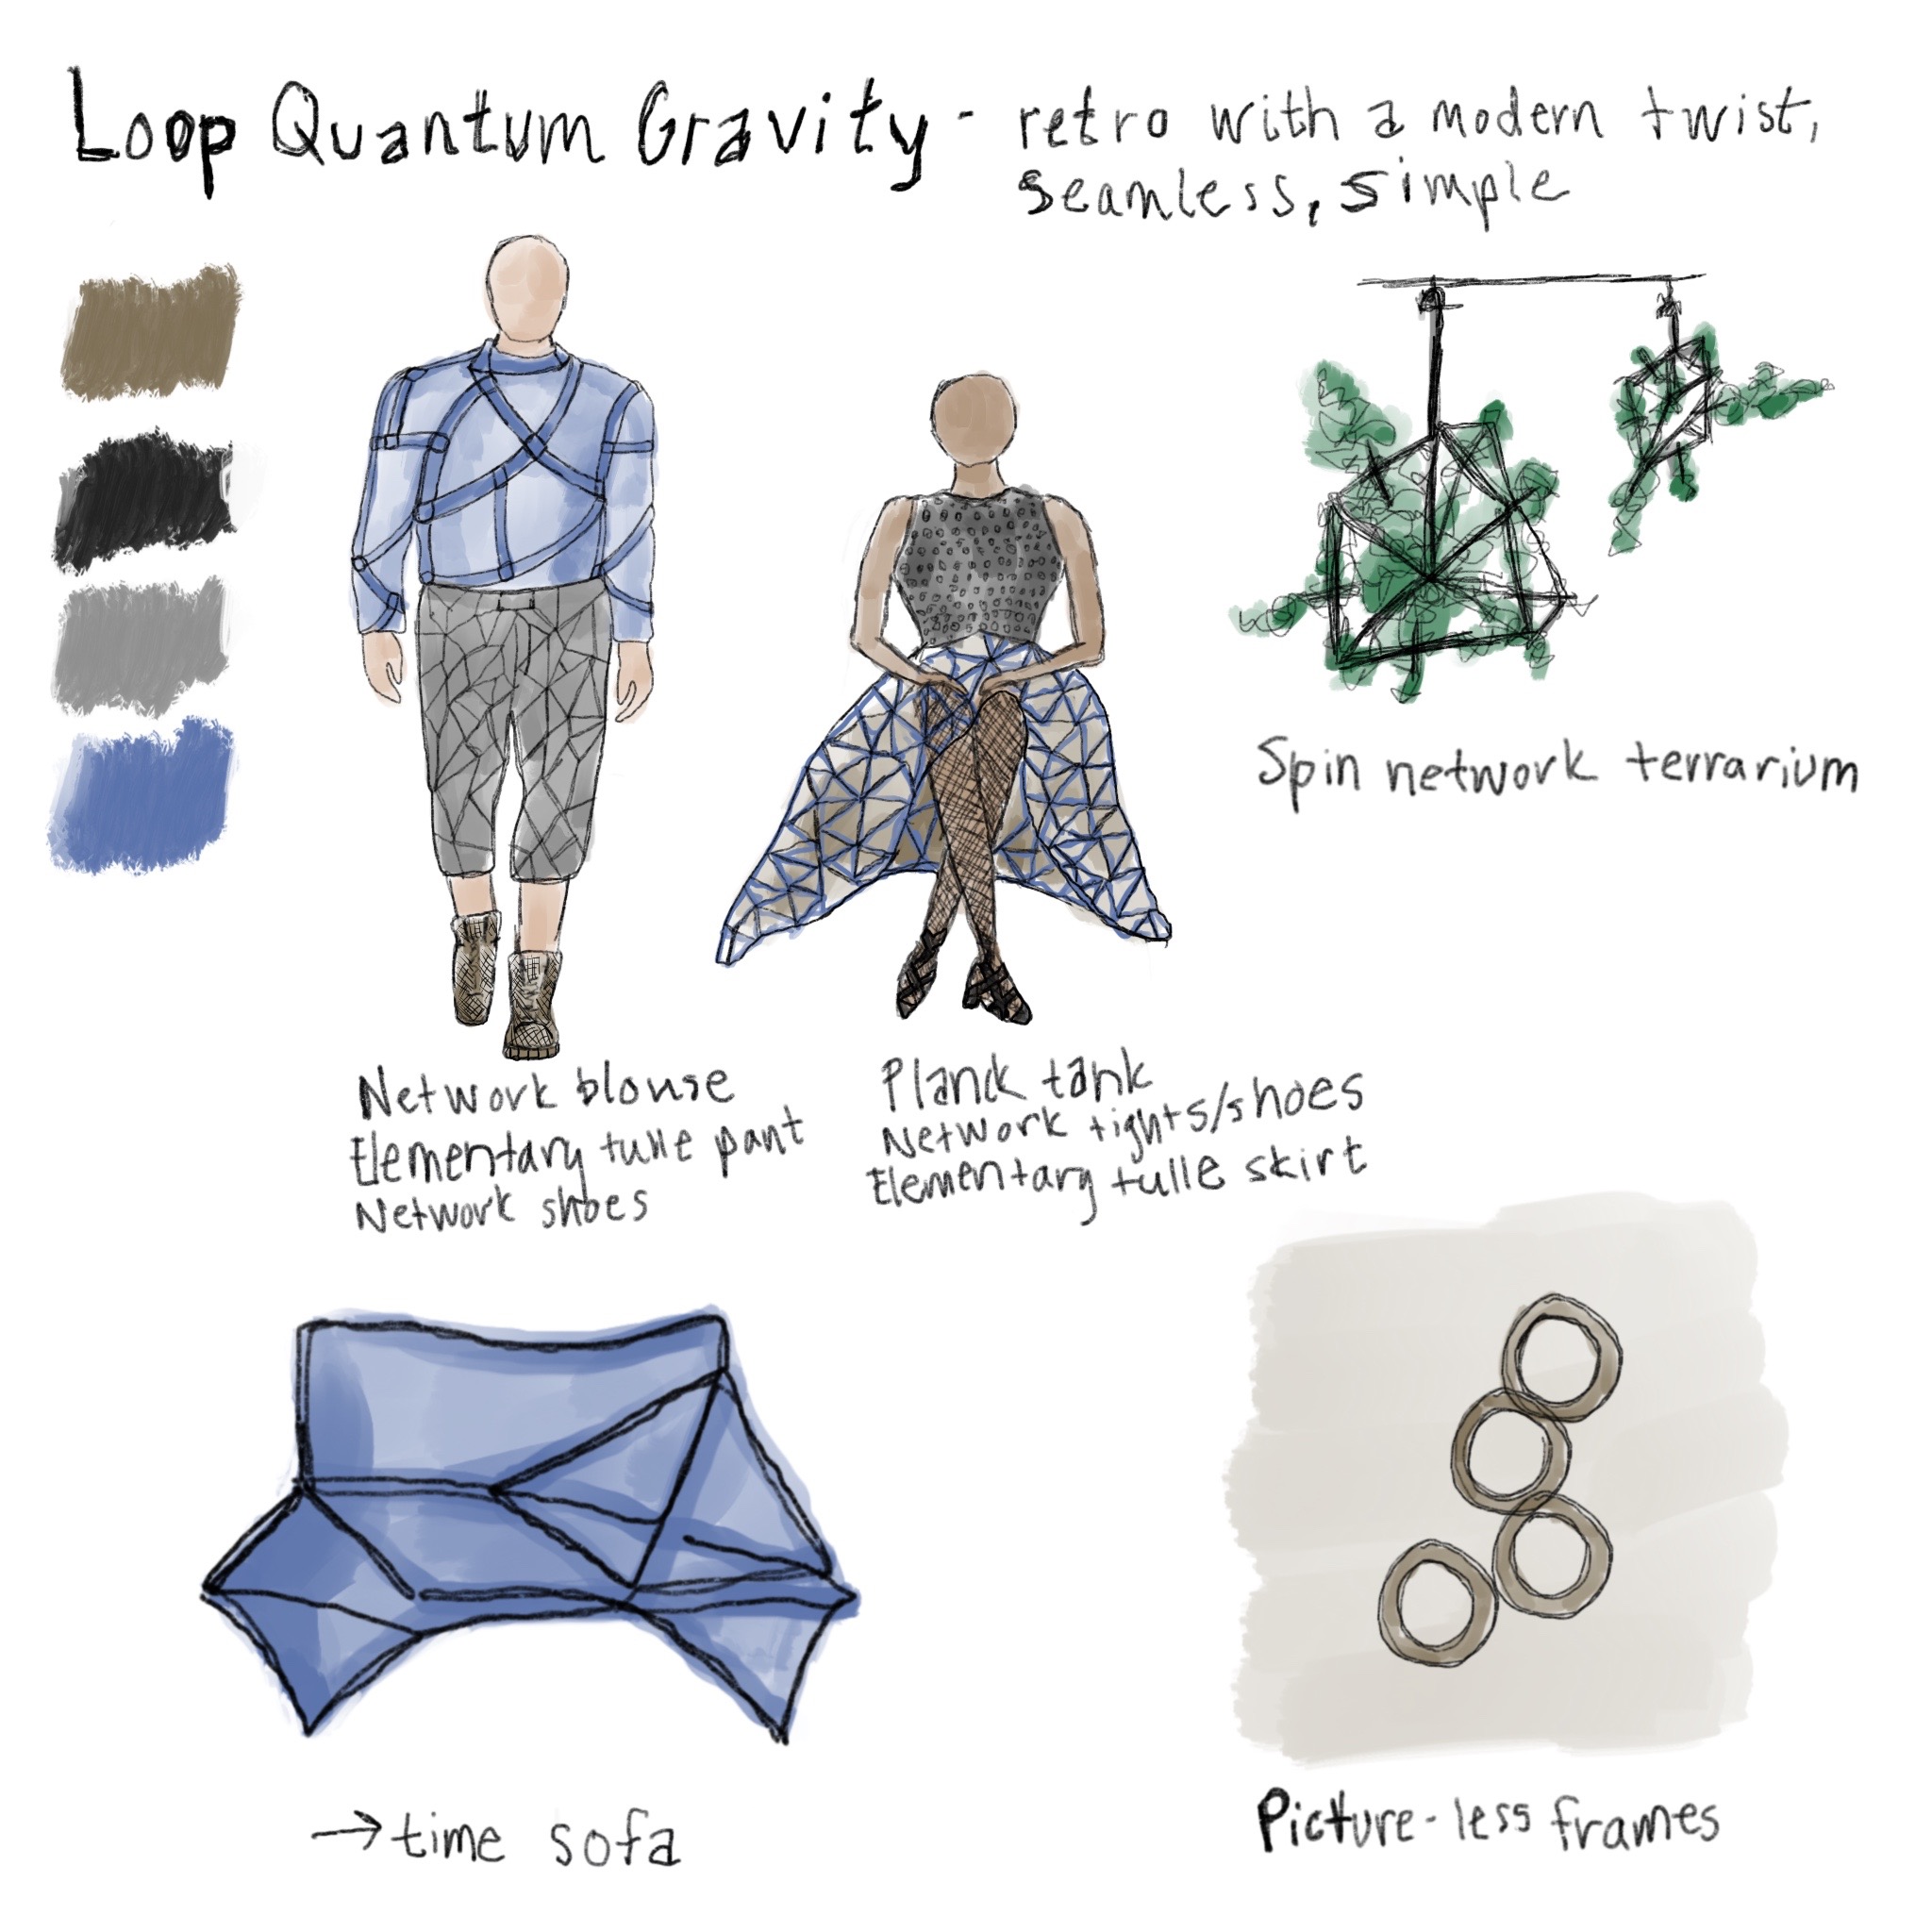 Loop Quantum Gravity - retro with a modern twist,
seamless, simple
Spin network terrarium
Network blouse
Elementary tulle pant
Network shoes
Planck tank
Network tights/shoes
Elementary tulle skirt
→time sofa
Picture-less frames